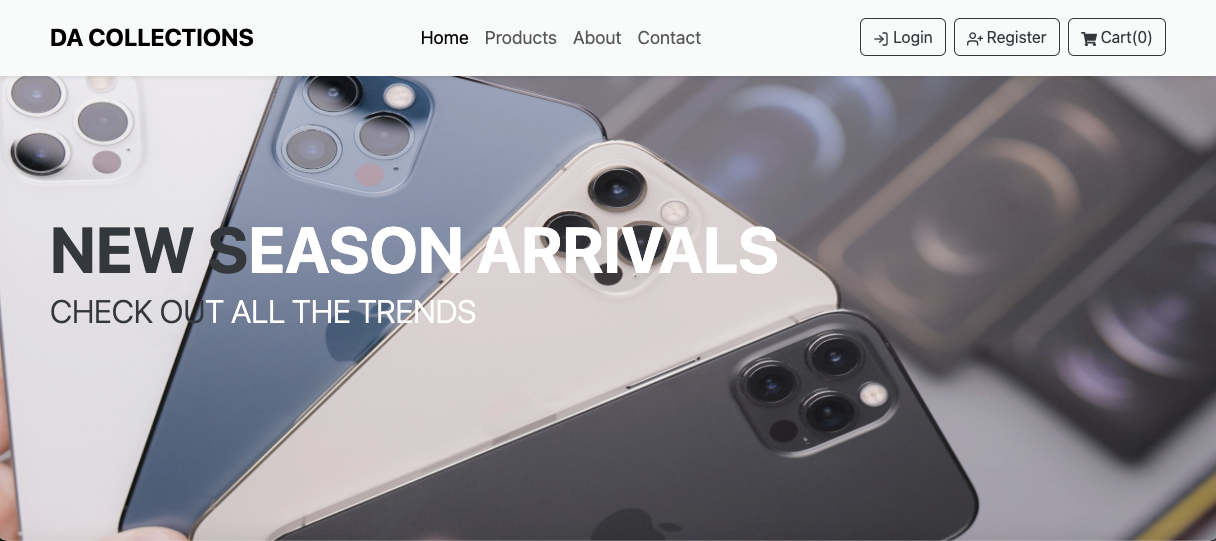 DA COLLECTIONS
Home Products About Contact
Login Register Cart(0)
NEW SEASON ARRIVALS
CHECK OUT ALL THE TRENDS